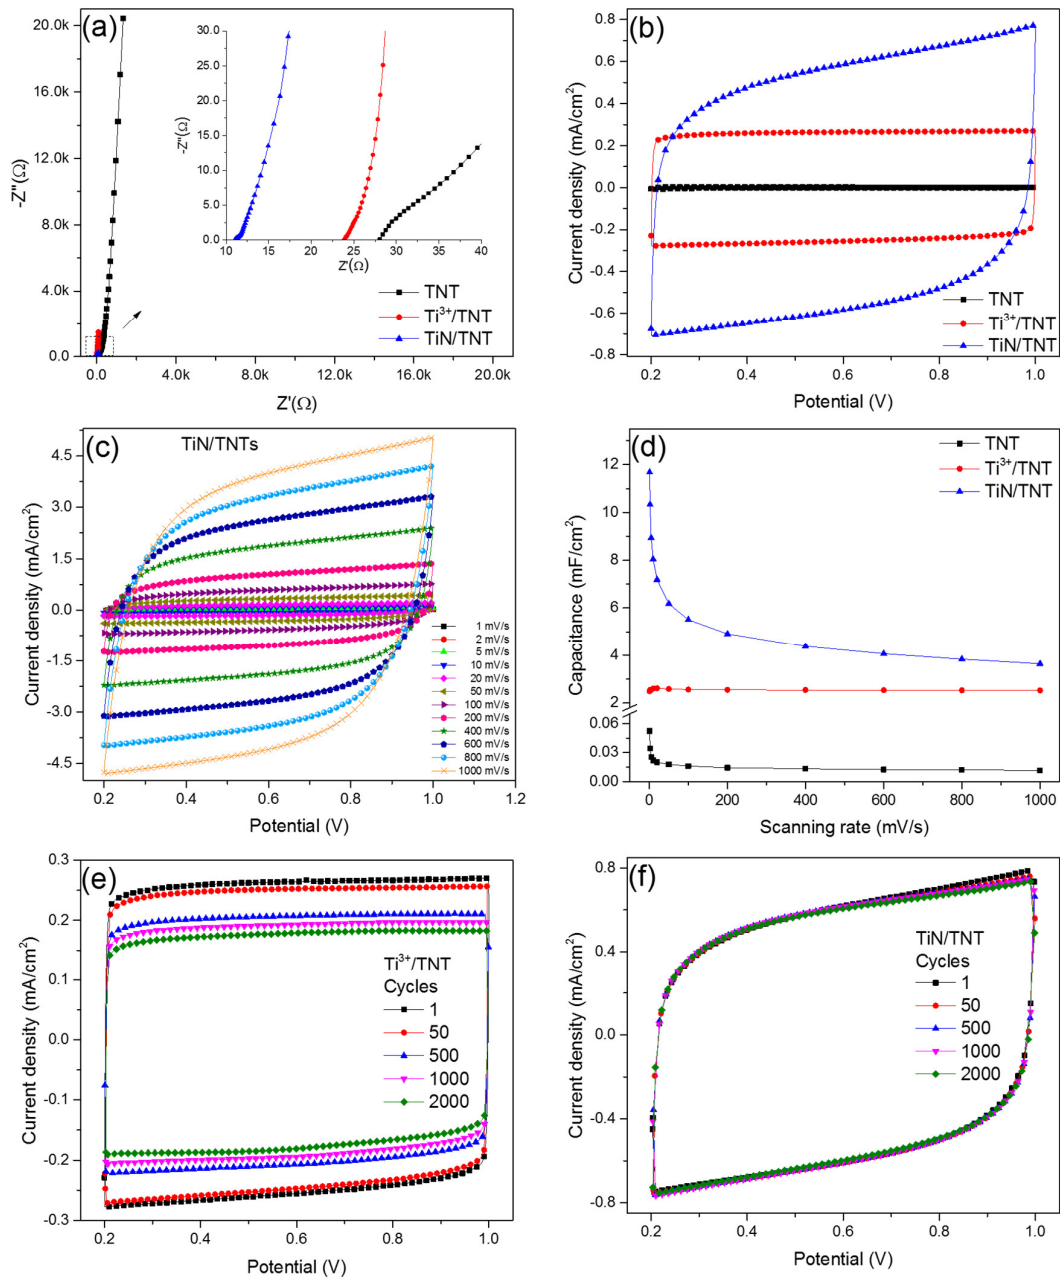 (a)
20.0k
16.0k
12.0k
8.0k
4.0k
0.0
-Z"(Ω)
0.0
4.0k
8.0k
12.0k
16.0k
20.0k
Z'(Ω)
30.0
25.0
20.0
15.0
10.0
5.0
0.0
-Z"(Ω)
10
13
16
19
22
25
28
31
34
37
40
Z'(Ω)
TNT
Ti³⁺/TNT
TiN/TNT
(b)
0.8
0.6
0.4
0.2
0.0
-0.2
-0.4
-0.6
-0.8
Current density (mA/cm²)
0.2
0.4
0.6
0.8
1.0
Potential (V)
TNT
Ti³⁺/TNT
TiN/TNT
(c)
TiN/TNTs
4.5
3.0
1.5
0.0
-1.5
-3.0
-4.5
Current density (mA/cm²)
0.2
0.4
0.6
0.8
1.0
1.2
Potential (V)
1 mV/s
2 mV/s
5 mV/s
10 mV/s
20 mV/s
50 mV/s
100 mV/s
200 mV/s
400 mV/s
600 mV/s
800 mV/s
1000 mV/s
(d)
TNT
Ti³⁺/TNT
TiN/TNT
12
10
8
6
4
2
0.06
0.03
0.00
Capacitance (mF/cm²)
0
200
400
600
800
1000
Scanning rate (mV/s)
(e)
0.3
0.2
0.1
0.0
-0.1
-0.2
-0.3
Current density (mA/cm²)
0.2
0.4
0.6
0.8
1.0
Potential (V)
Ti³⁺/TNT
Cycles
1
50
500
1000
2000
(f)
0.8
0.4
0.0
-0.4
-0.8
Current density (mA/cm²)
0.2
0.4
0.6
0.8
1.0
Potential (V)
TiN/TNT
Cycles
1
50
500
1000
2000